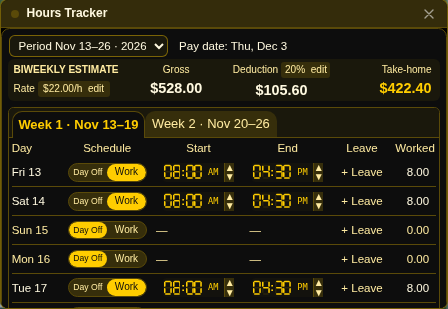 Hours Tracker
Period Nov 13–26 · 2026 Pay date: Thu, Dec 3
BIWEEKLY ESTIMATE Gross Deduction 20% edit Take-home
Rate $22.00/h edit $528.00 $105.60 $422.40
Week 1 · Nov 13–19 Week 2 · Nov 20–26
Day Schedule Start End Leave Worked
Fri 13 Day Off Work 08:00 AM 04:30 PM + Leave 8.00
Sat 14 Day Off Work 08:00 AM 04:30 PM + Leave 8.00
Sun 15 Day Off Work — — + Leave 0.00
Mon 16 Day Off Work — — + Leave 0.00
Tue 17 Day Off Work 08:00 AM 04:30 PM + Leave 8.00